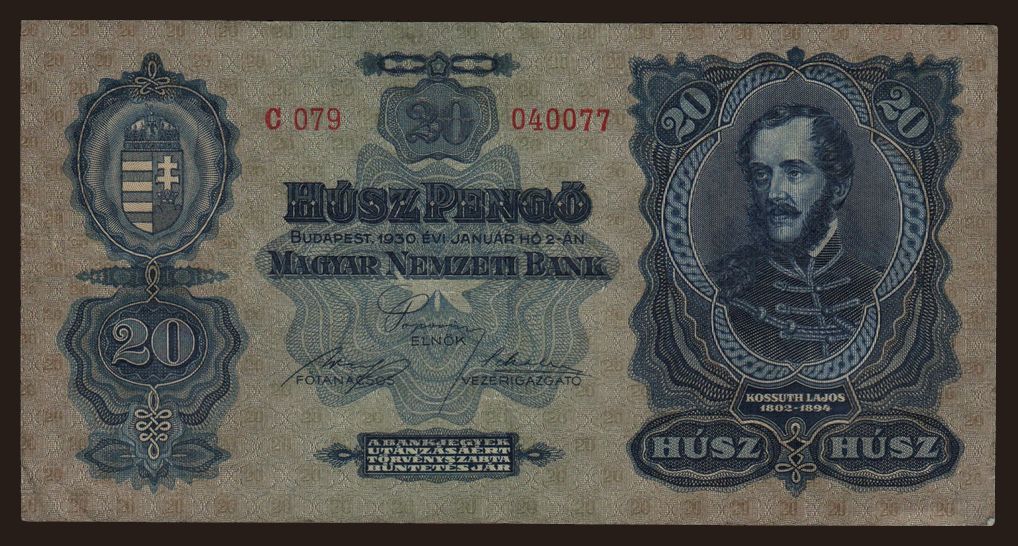 20
C 079
040077
HÚSZ PENGŐ
BUDAPEST, 1930 ÉVI JANUÁR HÓ 2-ÁN
MAGYAR NEMZETI BANK
20
ELNÖK
FŐTANÁCSOS
VEZÉRIGAZGATÓ
A BANKJEGYEK
UTÁNZÁSÁÉRT
TÖRVÉNYSZABTA
BÜNTETÉS JÁR
20
20
KOSSUTH LAJOS
1802-1894
HÚSZ
HÚSZ